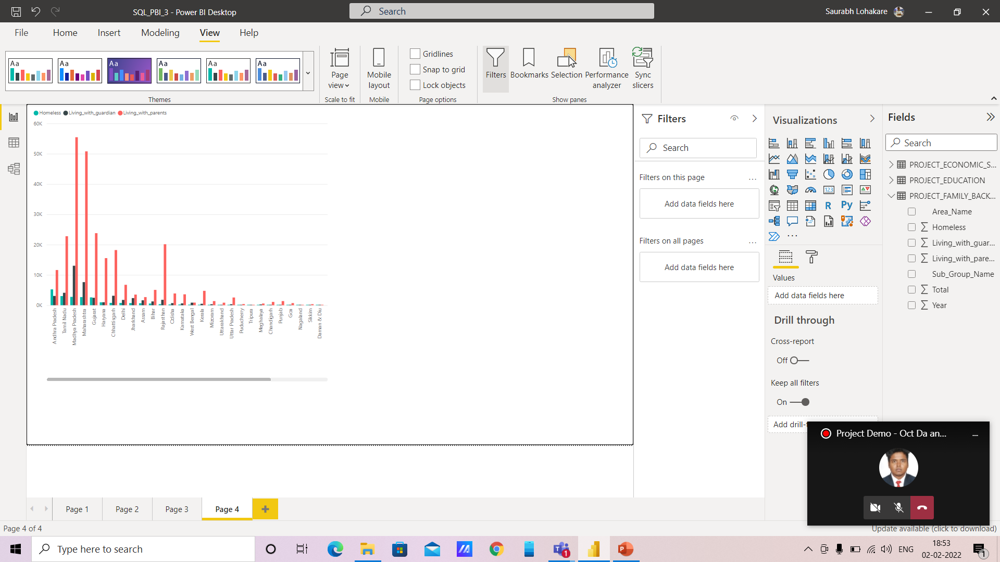 SQL_PBI_3 - Power BI Desktop
Search
Saurabh Lohakare
File Home Insert Modeling View Help
Aa Aa Aa Aa Aa Aa
Themes
Page view
Scale to fit
Mobile layout
Mobile
Gridlines
Snap to grid
Lock objects
Page options
Filters
Bookmarks
Selection
Performance analyzer
Sync slicers
Show panes
Homeless Living_with_guardian Living_with_parents
60K
50K
40K
30K
20K
10K
0K
Andhra Pradesh
Tamil Nadu
Madhya Pradesh
Maharashtra
Gujarat
Haryana
Chhattisgarh
Delhi
Jharkhand
Assam
Bihar
Rajasthan
Odisha
Karnataka
West Bengal
Kerala
Mizoram
Uttarakhand
Uttar Pradesh
Puducherry
Tripura
Meghalaya
Chandigarh
Punjab
Goa
Nagaland
Sikkim
Daman & Diu
Filters
Search
Filters on this page
...
Add data fields here
Filters on all pages
...
Add data fields here
Visualizations
123
R
Py
...
Values
Add data fields here
Drill through
Cross-report
Off
Keep all filters
On
Add drill-
Fields
Search
PROJECT_ECONOMIC_S...
PROJECT_EDUCATION
PROJECT_FAMILY_BACK...
Area_Name
Homeless
Living_with_guar...
Living_with_pare...
Sub_Group_Name
Total
Year
Project Demo - Oct Da an...
Page 1 Page 2 Page 3 Page 4 +
Page 4 of 4
Update available (click to download)
Type here to search
1
ENG
18:53
02-02-2022
1